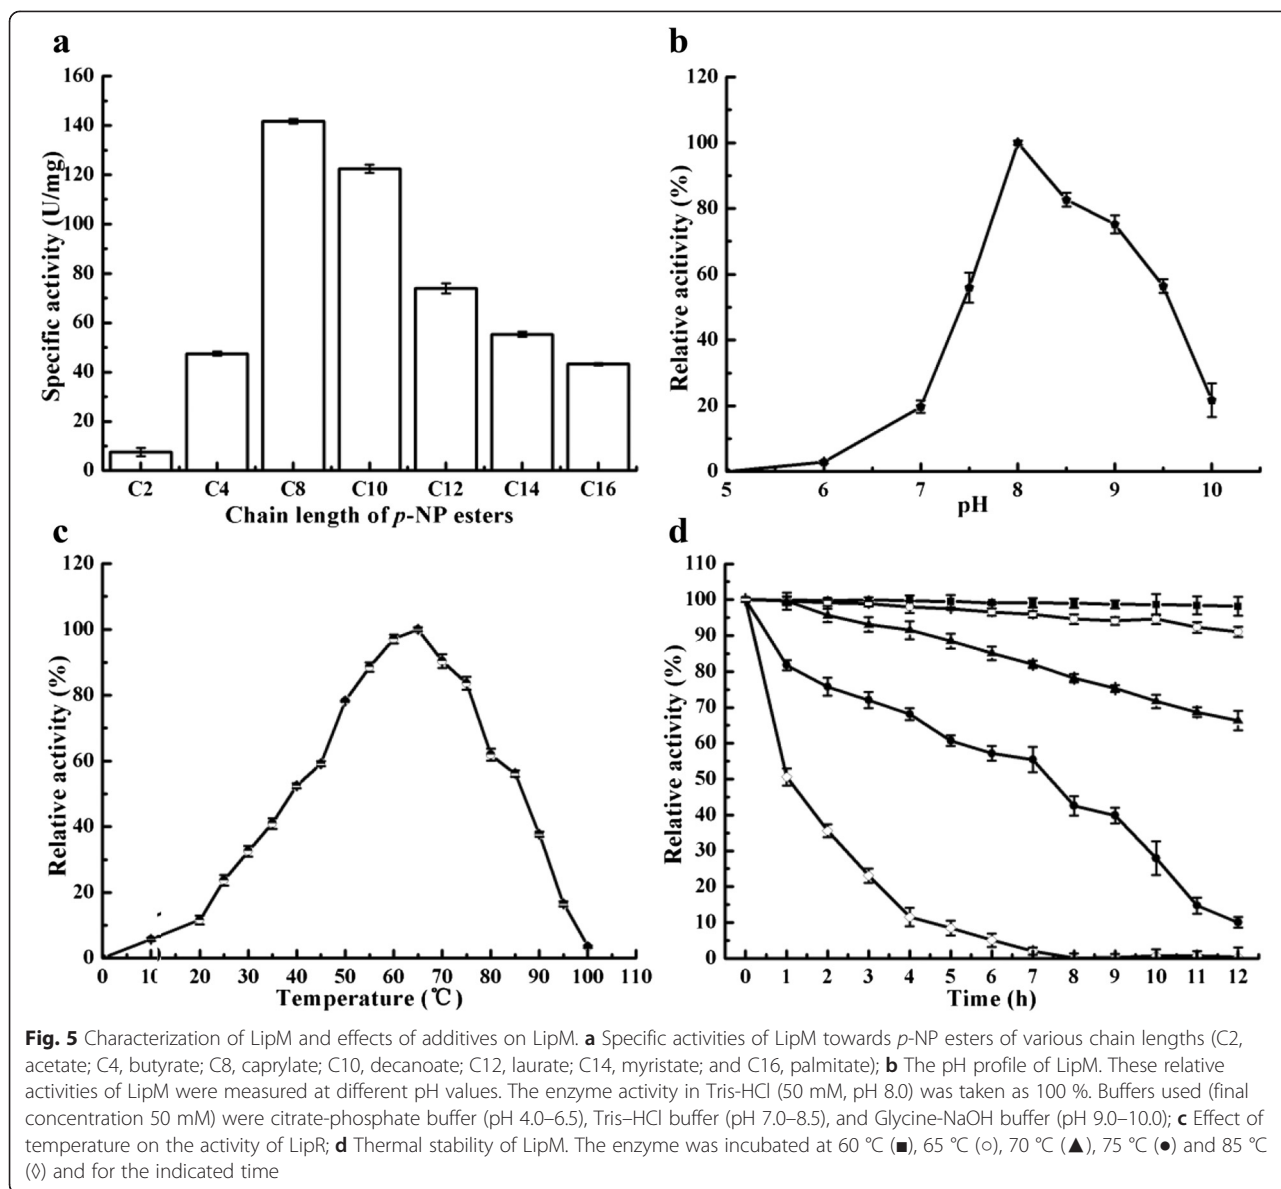 a
160
140
120
100
80
60
40
20
0
Specific activity (U/mg)
C2 C4 C8 C10 C12 C14 C16
Chain length of p-NP esters
b
120
100
80
60
40
20
0
Relative acitivity (%)
5 6 7 8 9 10
pH
c
120
100
80
60
40
20
0
Relative activity (%)
0 10 20 30 40 50 60 70 80 90 100 110
Temperature (℃)
d
110
100
90
80
70
60
50
40
30
20
10
0
Relative activity (%)
0 1 2 3 4 5 6 7 8 9 10 11 12
Time (h)
Fig. 5 Characterization of LipM and effects of additives on LipM. a Specific activities of LipM towards p-NP esters of various chain lengths (C2,
acetate; C4, butyrate; C8, caprylate; C10, decanoate; C12, laurate; C14, myristate; and C16, palmitate); b The pH profile of LipM. These relative
activities of LipM were measured at different pH values. The enzyme activity in Tris-HCl (50 mM, pH 8.0) was taken as 100 %. Buffers used (final
concentration 50 mM) were citrate-phosphate buffer (pH 4.0–6.5), Tris–HCl buffer (pH 7.0–8.5), and Glycine-NaOH buffer (pH 9.0–10.0); c Effect of
temperature on the activity of LipR; d Thermal stability of LipM. The enzyme was incubated at 60 °C (■), 65 °C (○), 70 °C (▲), 75 °C (●) and 85 °C
(◊) and for the indicated time